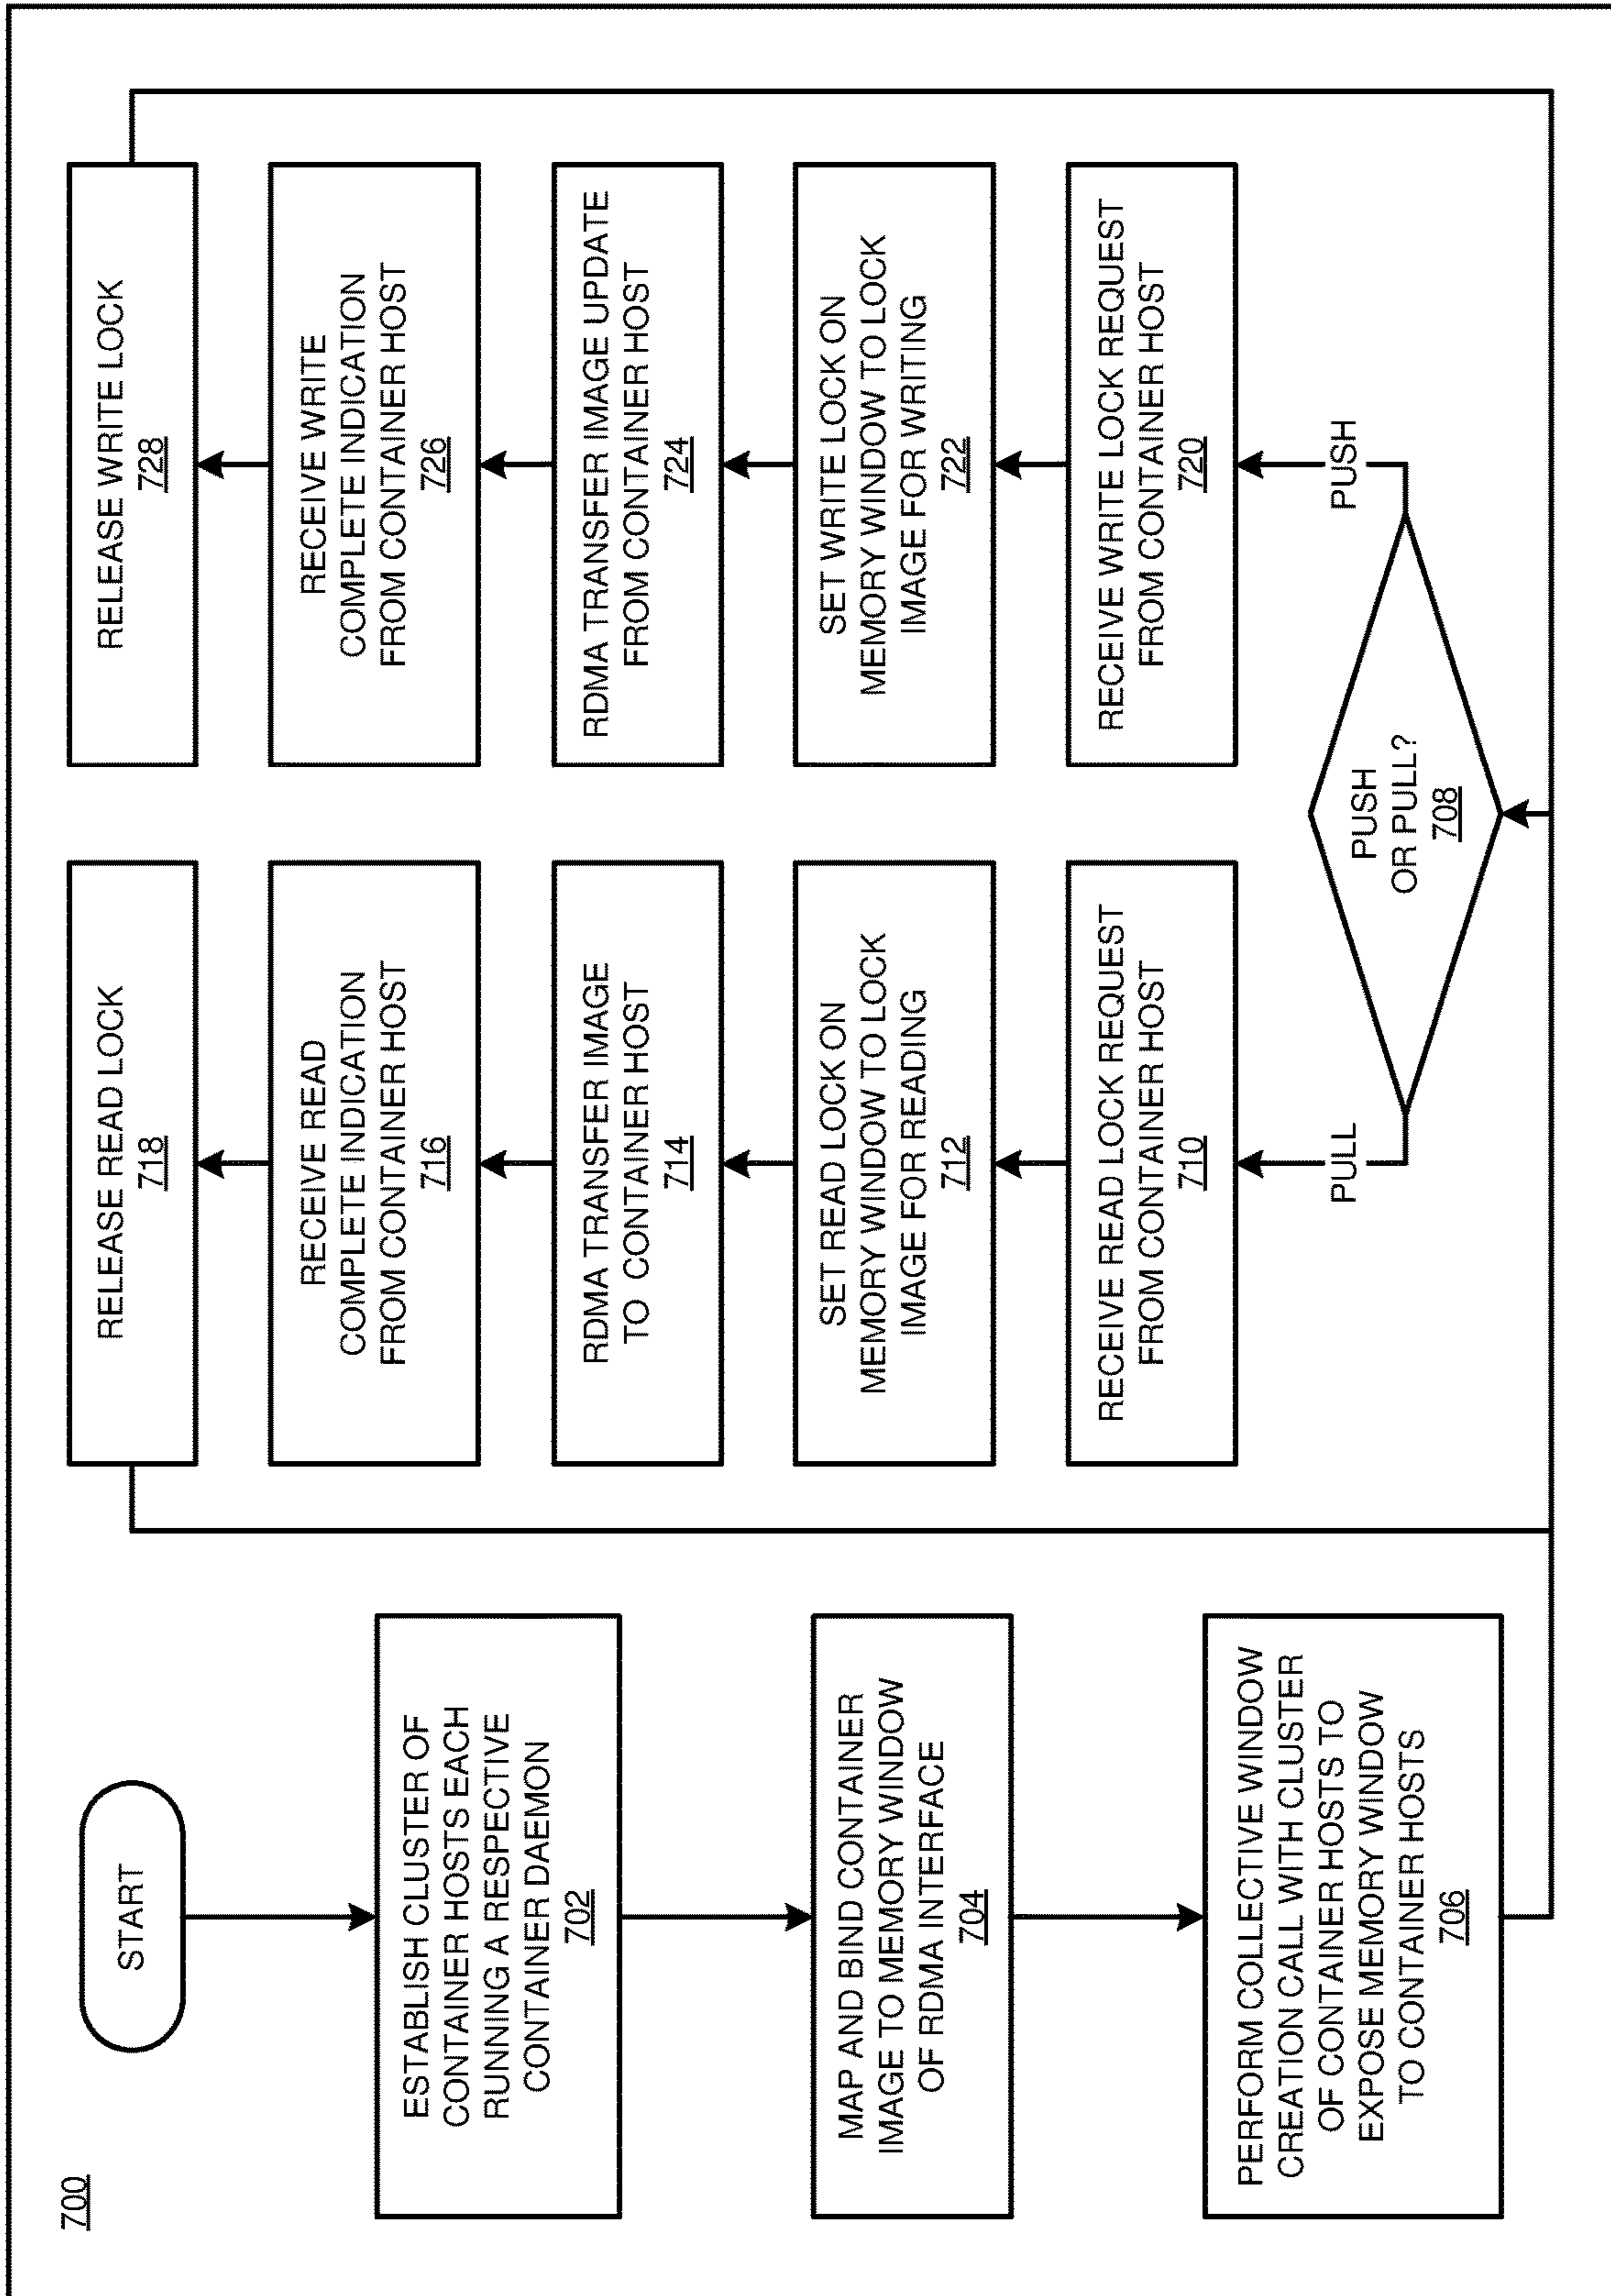 700
START
ESTABLISH CLUSTER OF
CONTAINER HOSTS EACH
RUNNING A RESPECTIVE
CONTAINER DAEMON
702
MAP AND BIND CONTAINER
IMAGE TO MEMORY WINDOW
OF RDMA INTERFACE
704
PERFORM COLLECTIVE WINDOW
CREATION CALL WITH CLUSTER
OF CONTAINER HOSTS TO
EXPOSE MEMORY WINDOW
TO CONTAINER HOSTS
706
RELEASE READ LOCK
718
RECEIVE READ
COMPLETE INDICATION
FROM CONTAINER HOST
716
RDMA TRANSFER IMAGE
TO CONTAINER HOST
714
SET READ LOCK ON
MEMORY WINDOW TO LOCK
IMAGE FOR READING
712
RECEIVE READ LOCK REQUEST
FROM CONTAINER HOST
710
PULL
PUSH
OR PULL?
708
RELEASE WRITE LOCK
728
RECEIVE WRITE
COMPLETE INDICATION
FROM CONTAINER HOST
726
RDMA TRANSFER IMAGE UPDATE
FROM CONTAINER HOST
724
SET WRITE LOCK ON
MEMORY WINDOW TO LOCK
IMAGE FOR WRITING
722
RECEIVE WRITE LOCK REQUEST
FROM CONTAINER HOST
720
PUSH